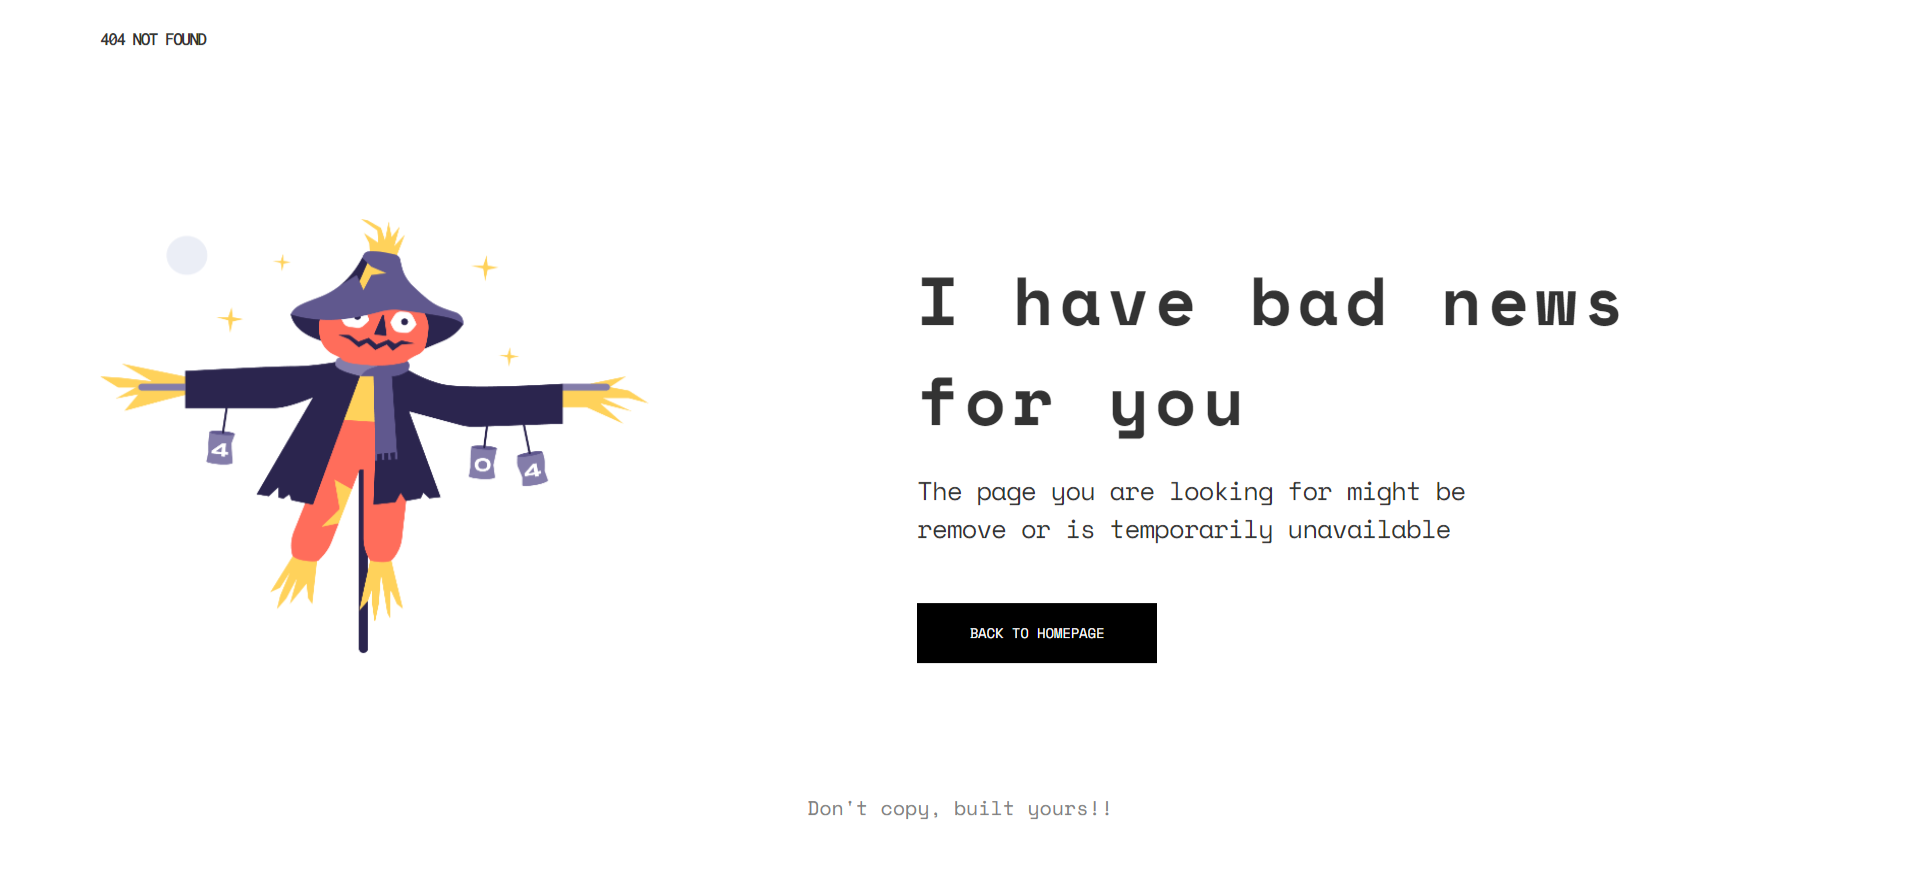 404 NOT FOUND
4
0 4
I have bad news
for you
The page you are looking for might be
remove or is temporarily unavailable
BACK TO HOMEPAGE
Don't copy, built yours!!